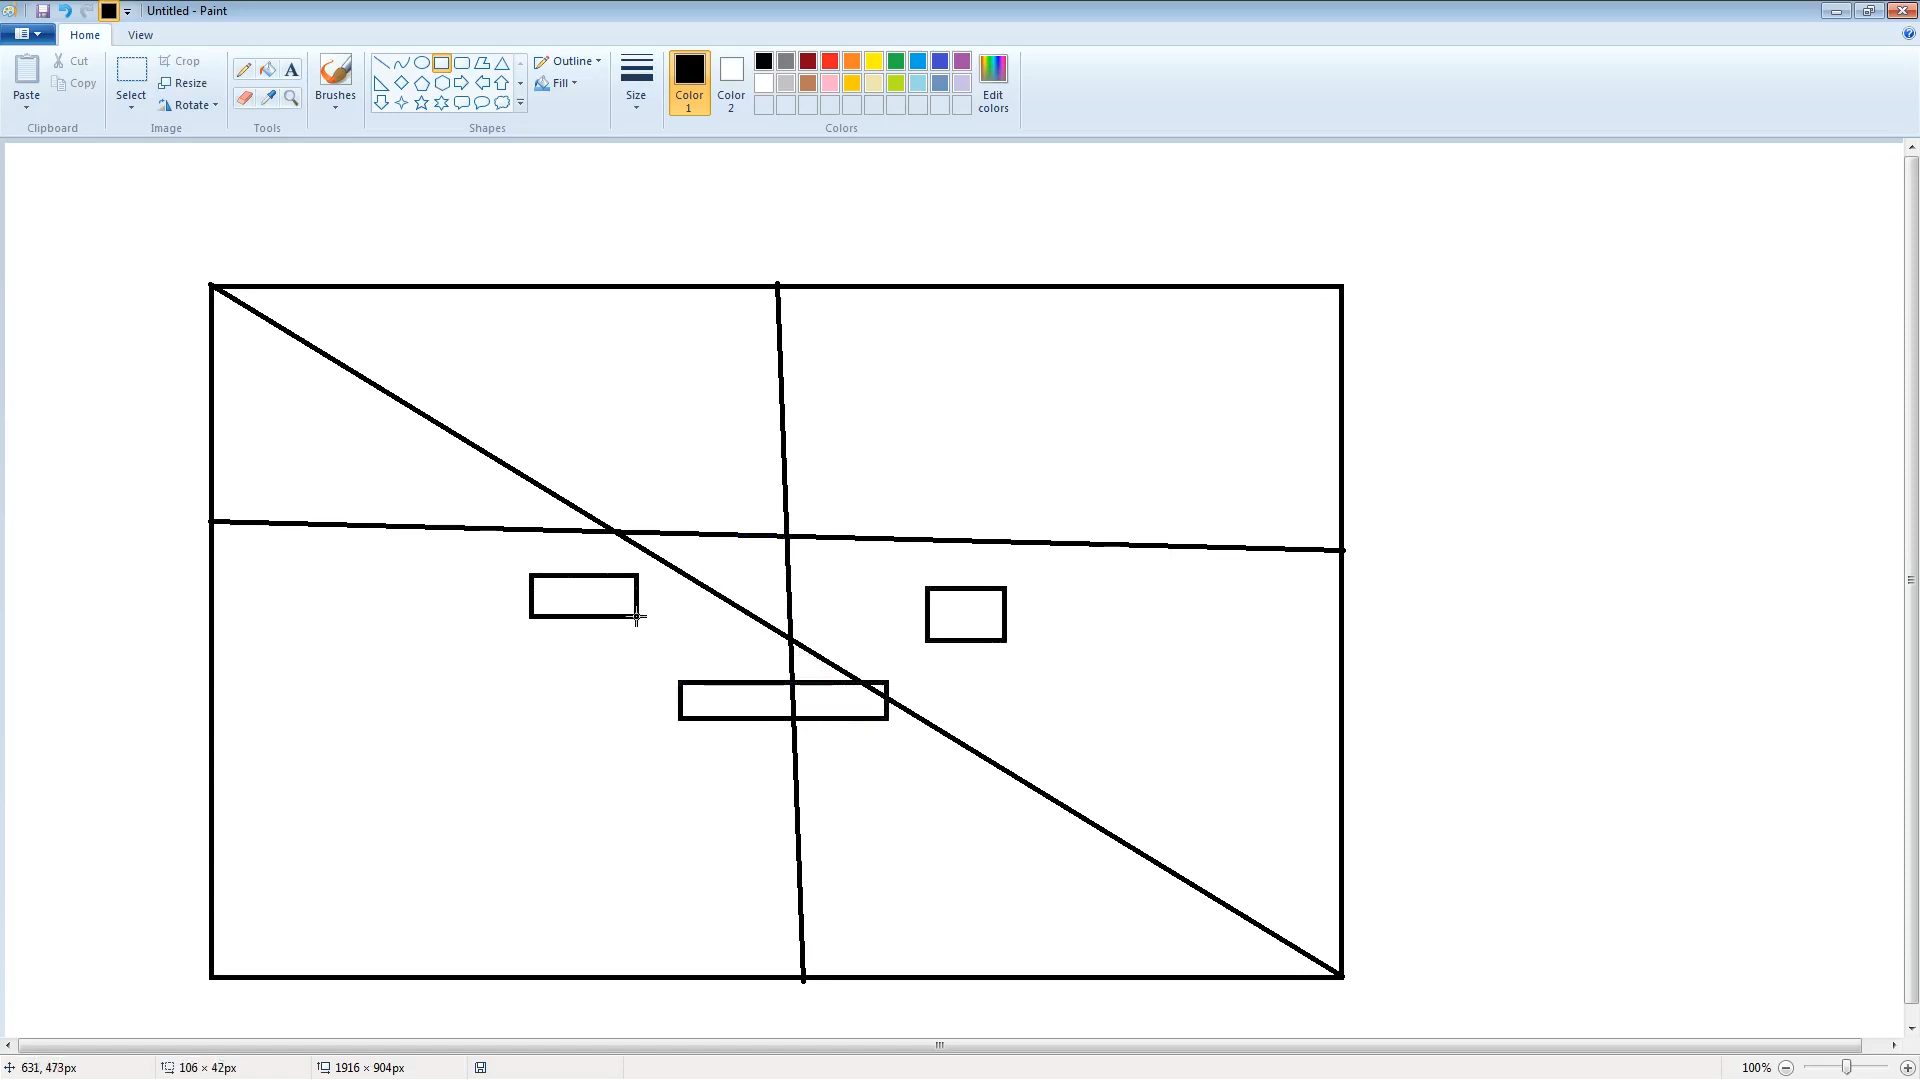 Untitled - Paint
Home View
Paste
Cut
Copy
Clipboard
Select
Crop
Resize
Rotate
Image
A
Tools
Brushes
Outline
Fill
Shapes
Size
Color 1
Color 2
Edit colors
Colors
631, 473px
106 × 42px
1916 × 904px
100%